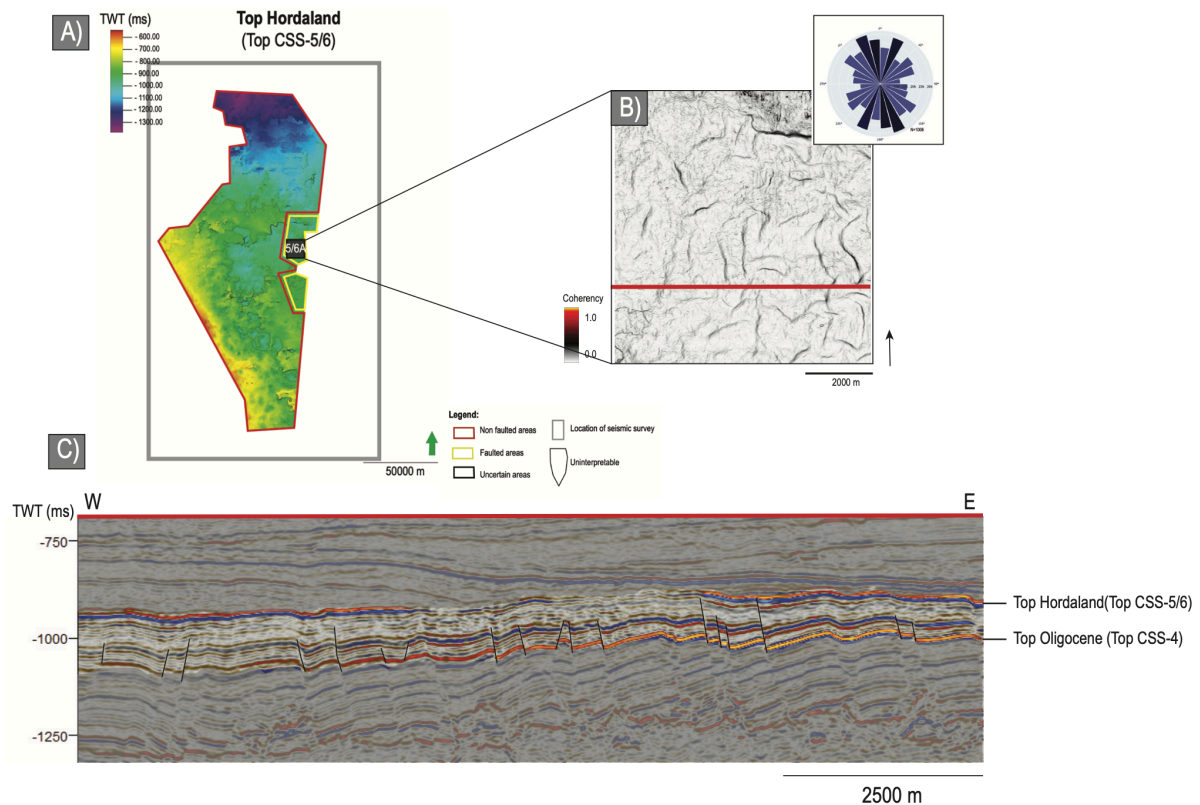 A)
TWT (ms)
- 600.00
- 700.00
- 800.00
- 900.00
- 1000.00
- 1100.00
- 1200.00
- 1300.00
Top Hordaland
(Top CSS-5/6)
5/6A
B)
0°
N=1008
Coherency
1.0
0.0
2000 m
Legend:
Non faulted areas
Faulted areas
Uncertain areas
Location of seismic survey
Uninterpretable
50000 m
C)
TWT (ms)
W
E
-750
-1000
-1250
Top Hordaland(Top CSS-5/6)
Top Oligocene (Top CSS-4)
2500 m